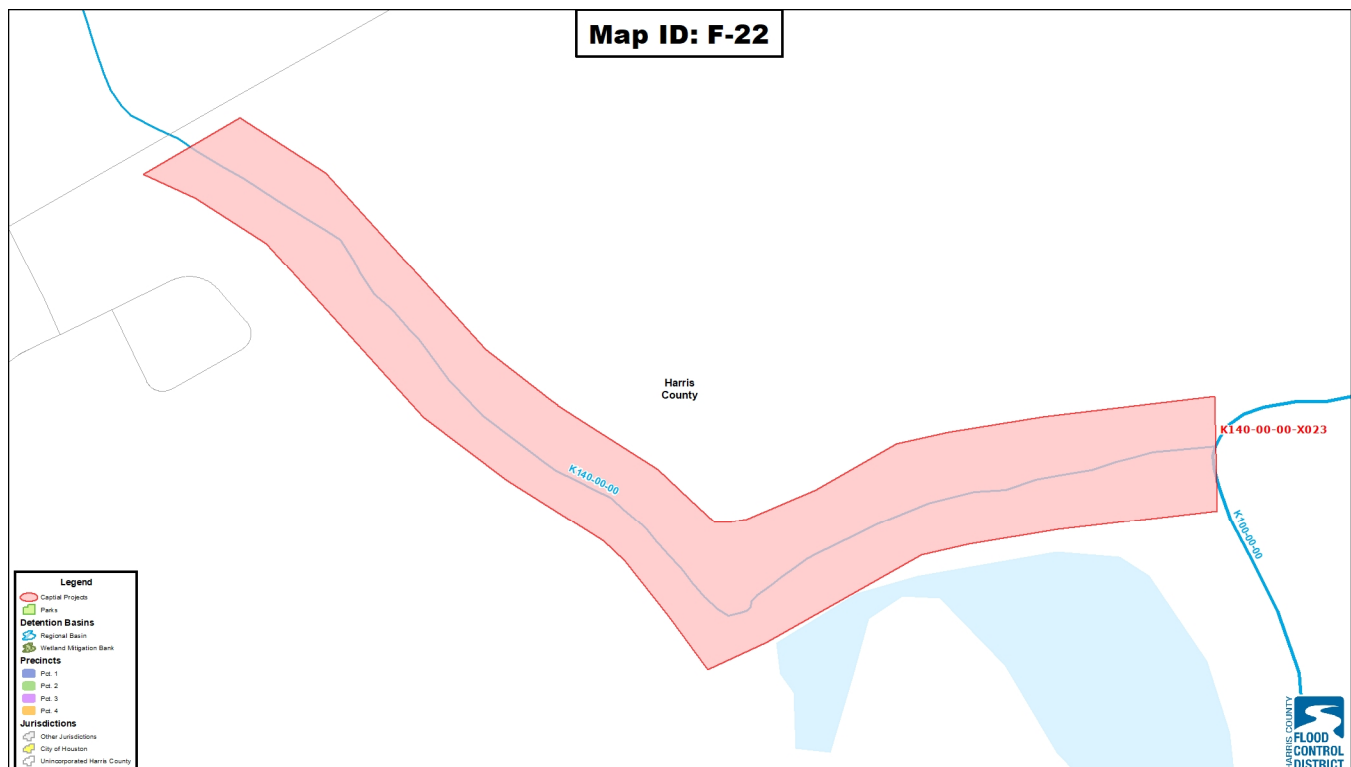 Map ID: F-22
Harris
County
K140-00-00-X023
K140-00-00
K100-00-00
Legend
Captial Projects
Parks
Detention Basins
Regional Basin
Wetland Mitigation Bank
Precincts
Pct. 1
Pct. 2
Pct. 3
Pct. 4
Jurisdictions
Other Jurisdictions
City of Houston
Unincorporated Harris County
HARRIS COUNTY
FLOOD
CONTROL
DISTRICT